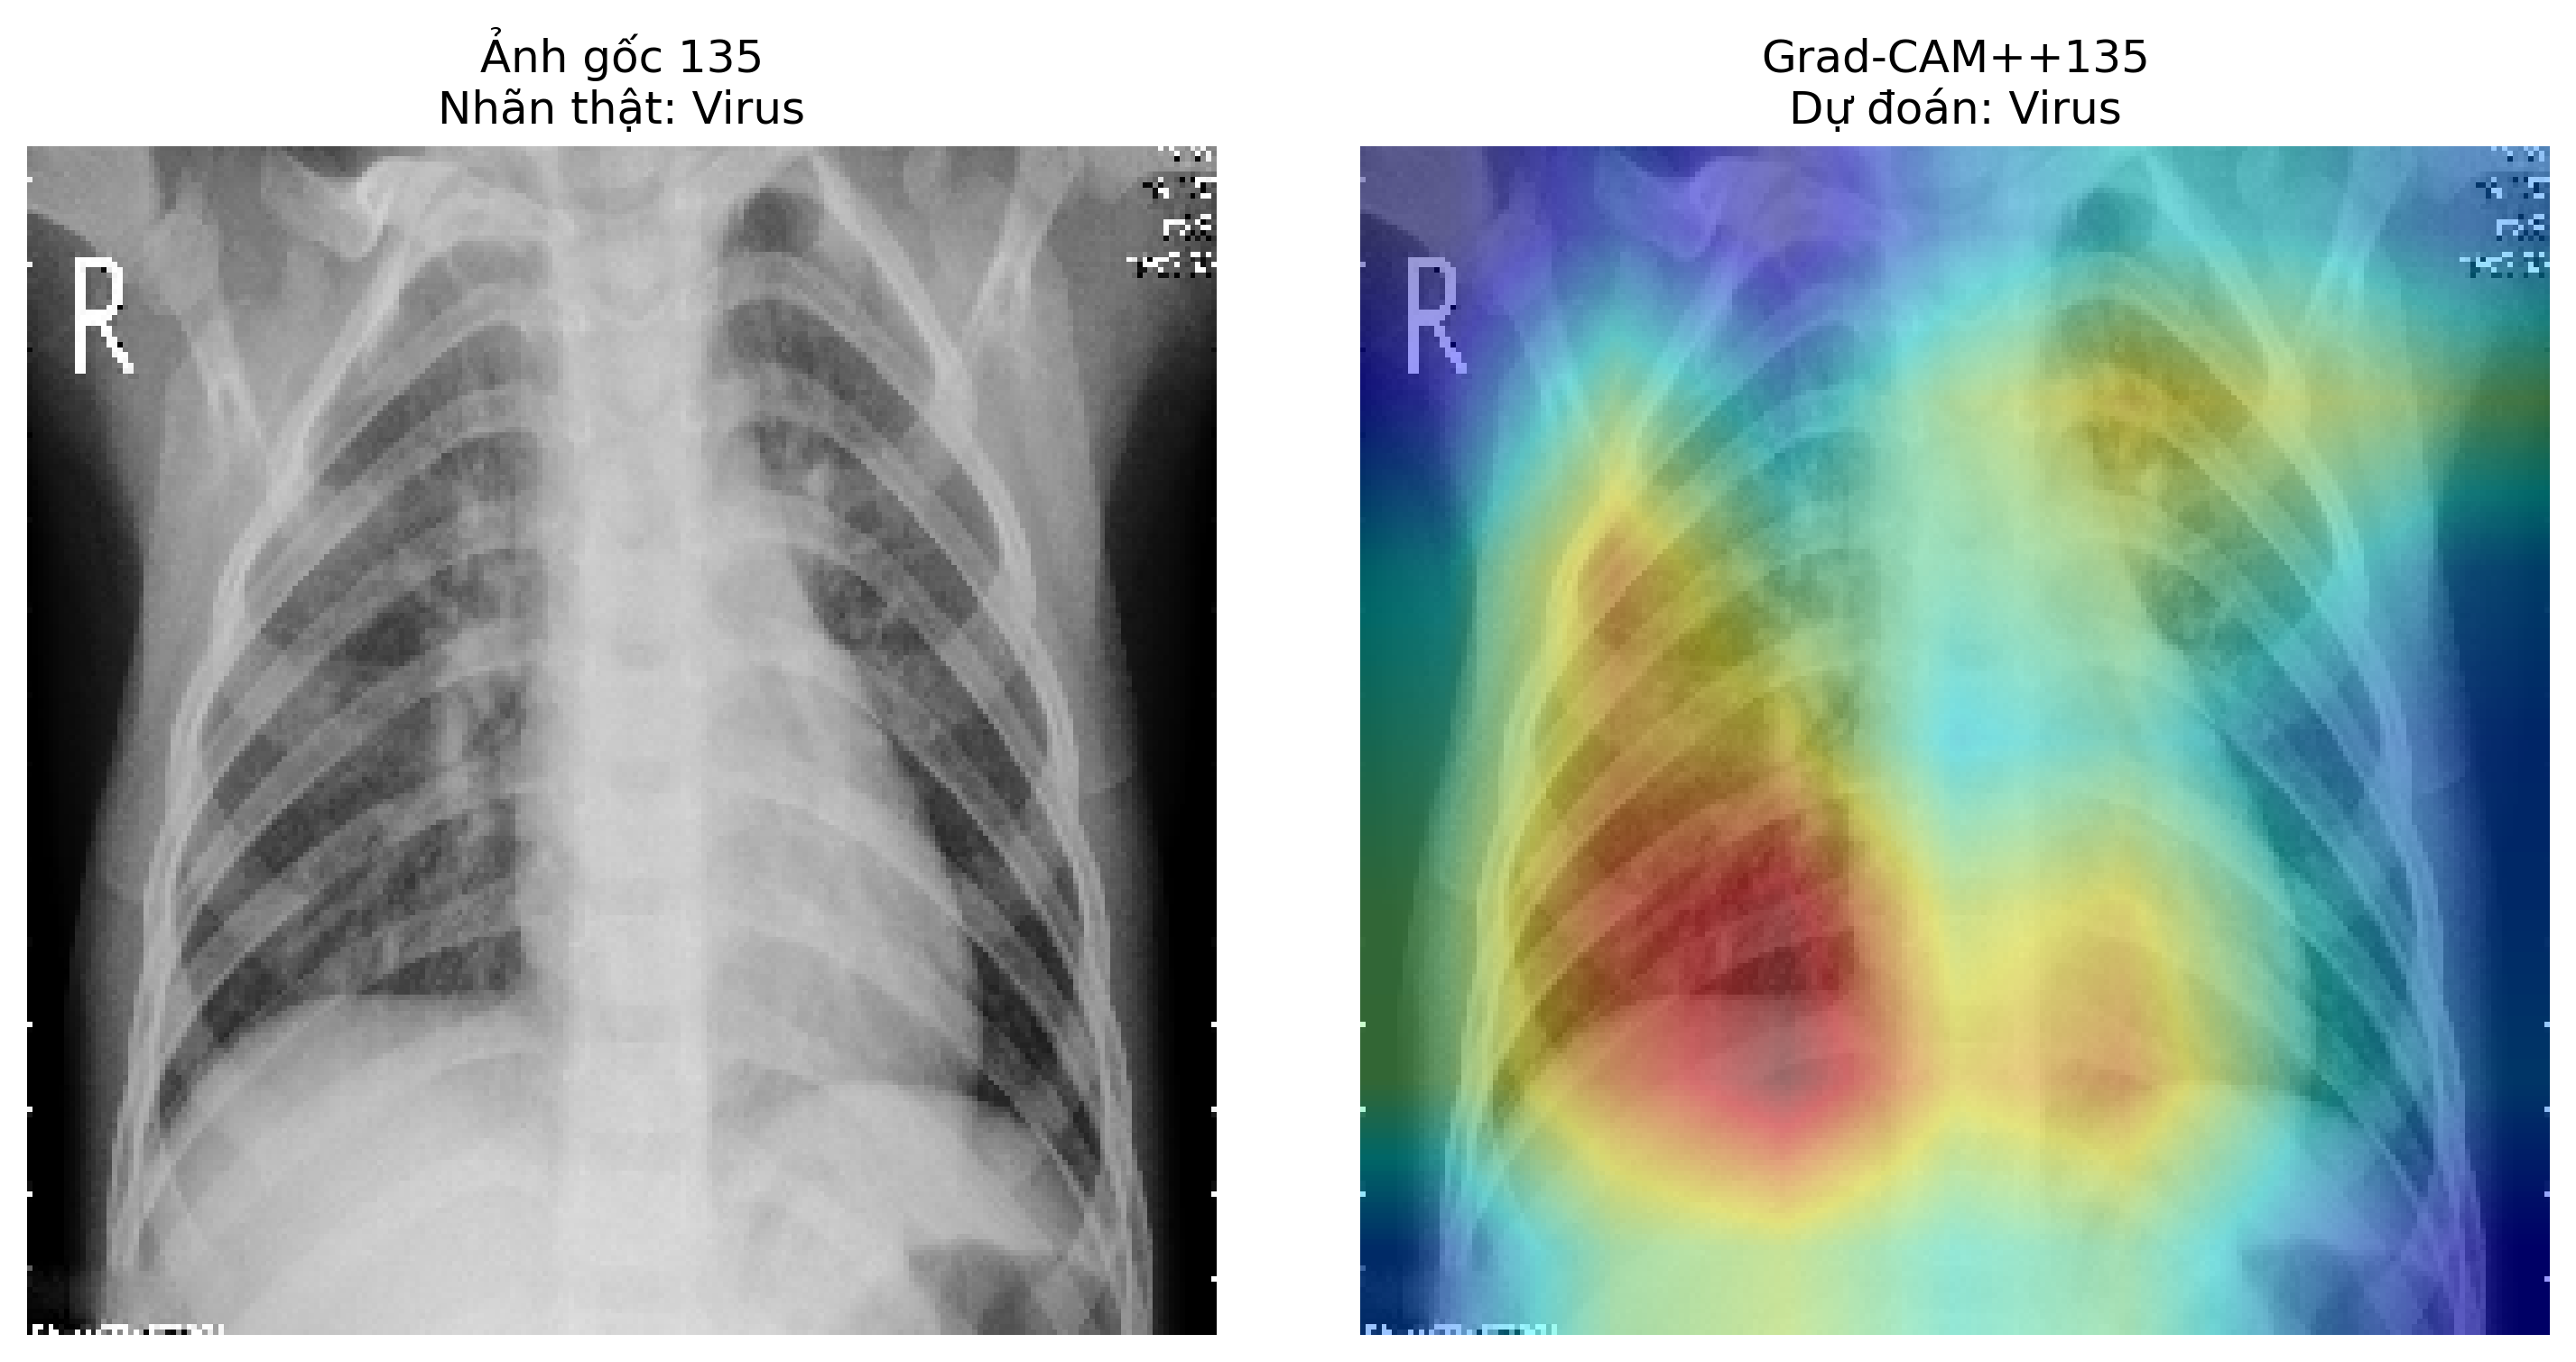 Ảnh gốc 135
Nhãn thật: Virus
Grad-CAM++135
Dự đoán: Virus
R
R